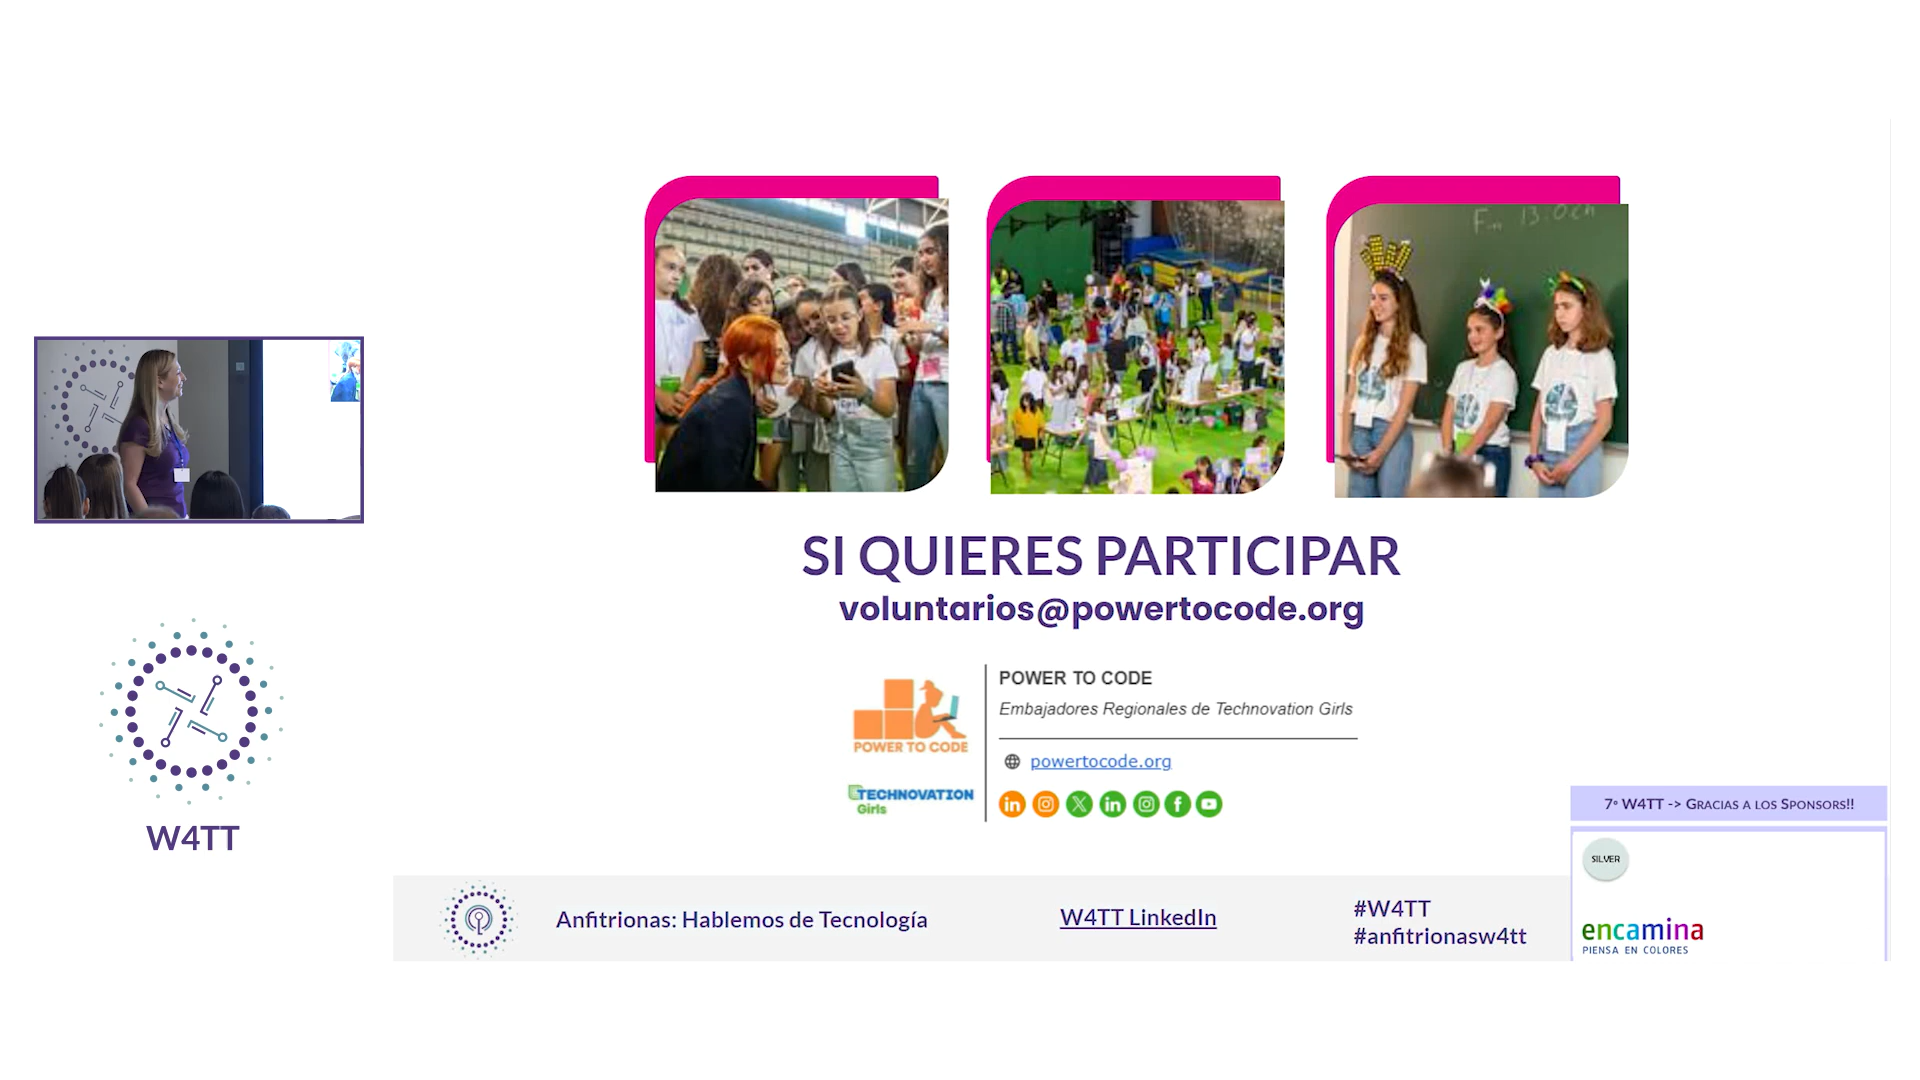 SI QUIERES PARTICIPAR
voluntarios@powertocode.org
POWER TO CODE
TECHNOVATION
Girls
POWER TO CODE
Embajadores Regionales de Technovation Girls
powertocode.org
W4TT
Anfitrionas: Hablemos de Tecnología
W4TT LinkedIn
#W4TT
#anfitrionasw4tt
7º W4TT -> Gracias a los Sponsors!!
SILVER
encamina
PIENSA EN COLORES